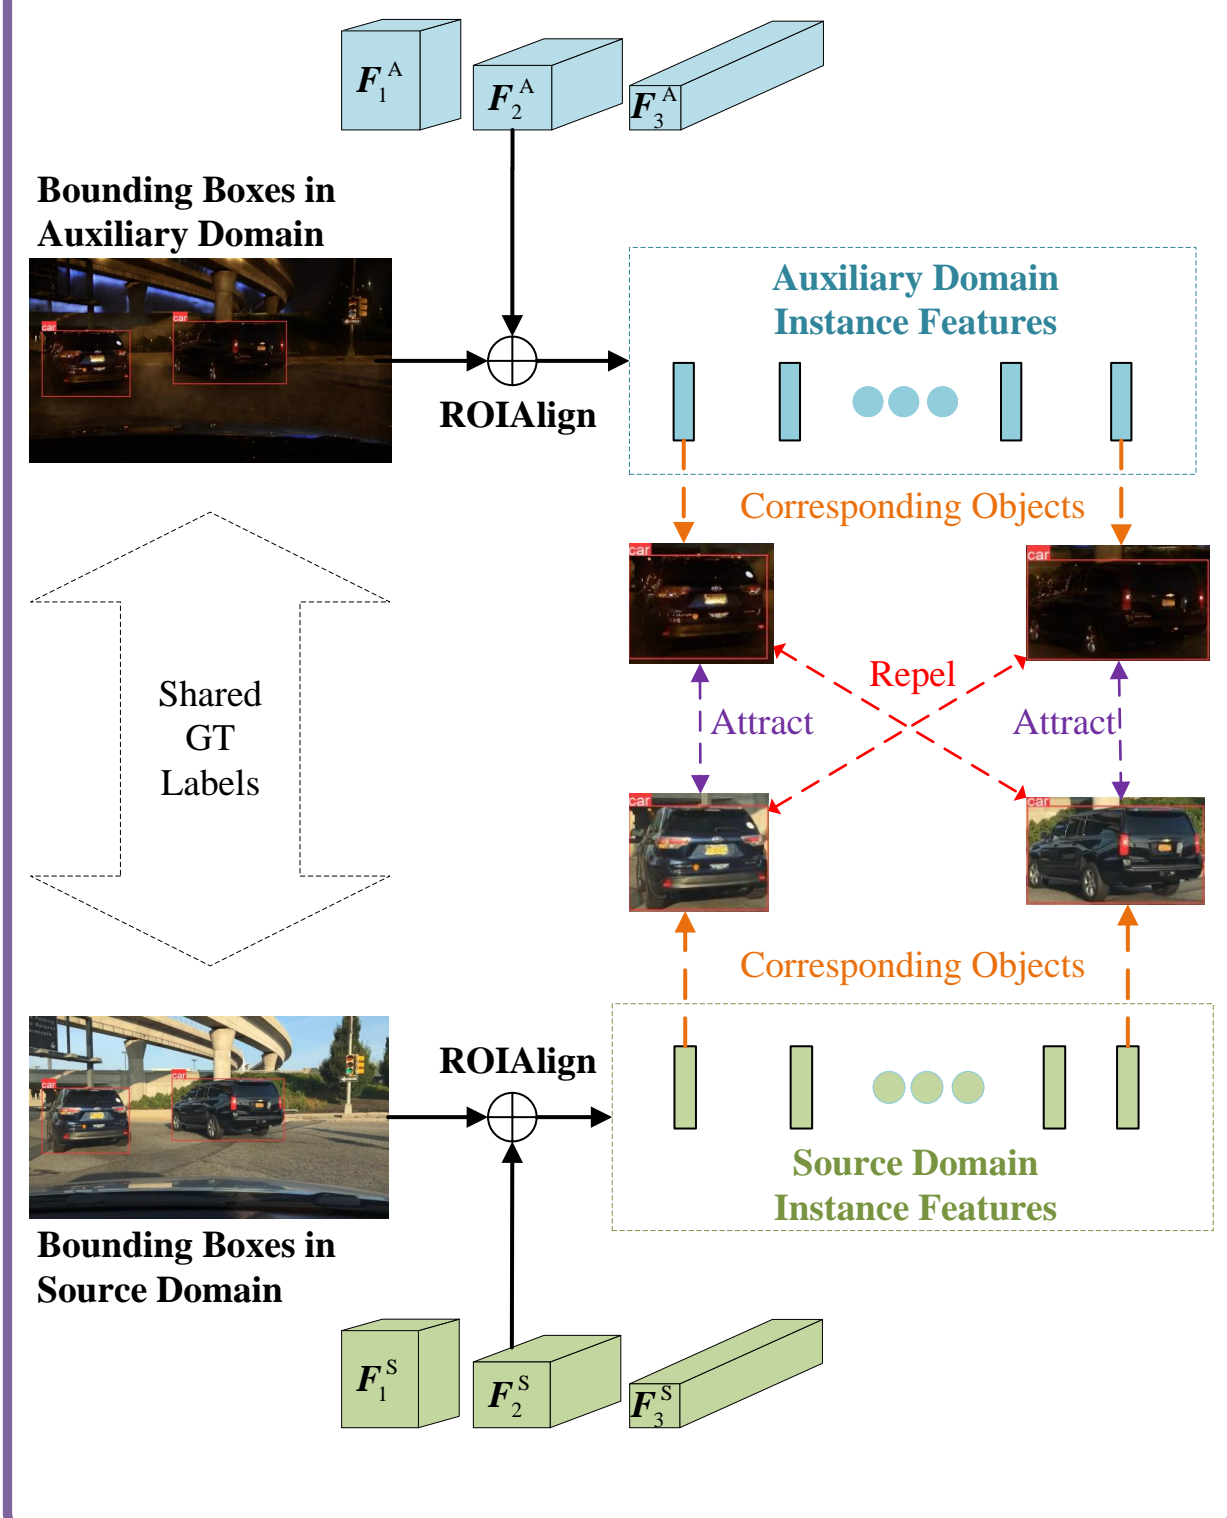 F1A
F2A
F3A
Bounding Boxes in
Auxiliary Domain
car
car
ROIAlign
Auxiliary Domain
Instance Features
Corresponding Objects
car
car
Repel
Attract
Attract
Shared
GT
Labels
car
car
Corresponding Objects
car
car
ROIAlign
Source Domain
Instance Features
Bounding Boxes in
Source Domain
F1S
F2S
F3S